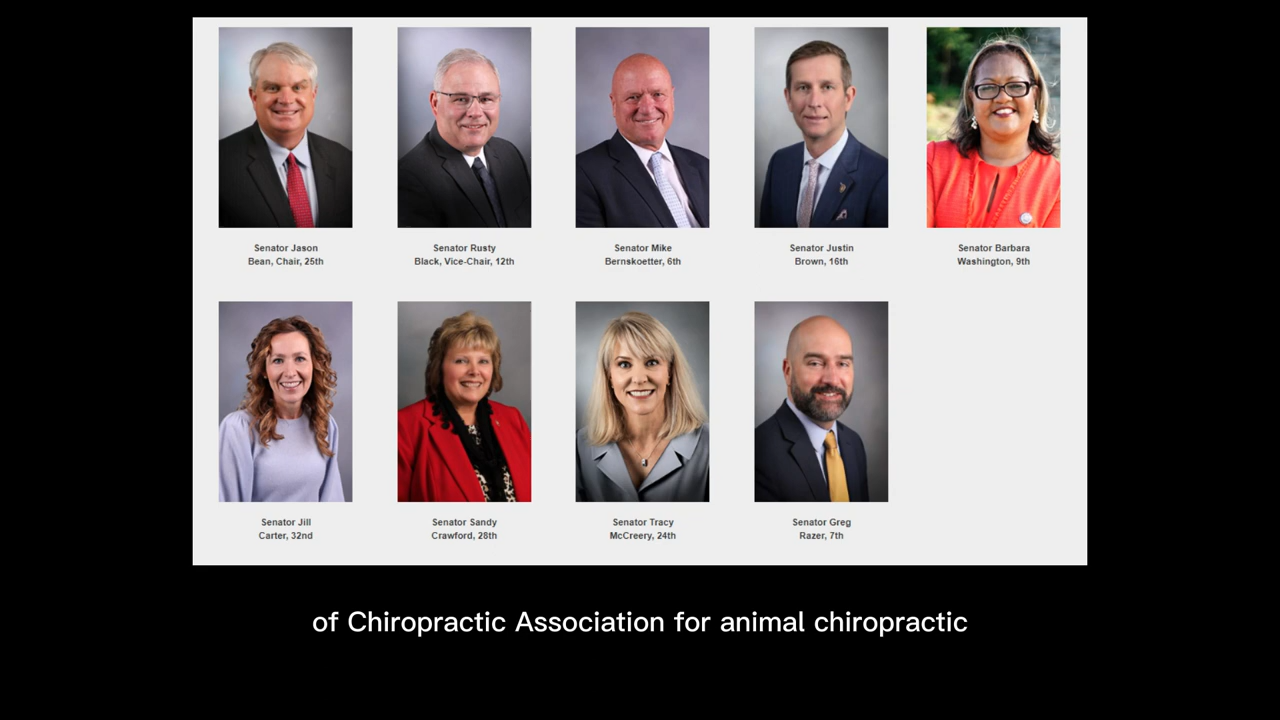 Senator Jason
Bean, Chair, 25th
Senator Rusty
Black, Vice-Chair, 12th
Senator Mike
Bernskoetter, 6th
Senator Justin
Brown, 16th
Senator Barbara
Washington, 9th
Senator Jill
Carter, 32nd
Senator Sandy
Crawford, 28th
Senator Tracy
McCreery, 24th
Senator Greg
Razer, 7th
of Chiropractic Association for animal chiropractic